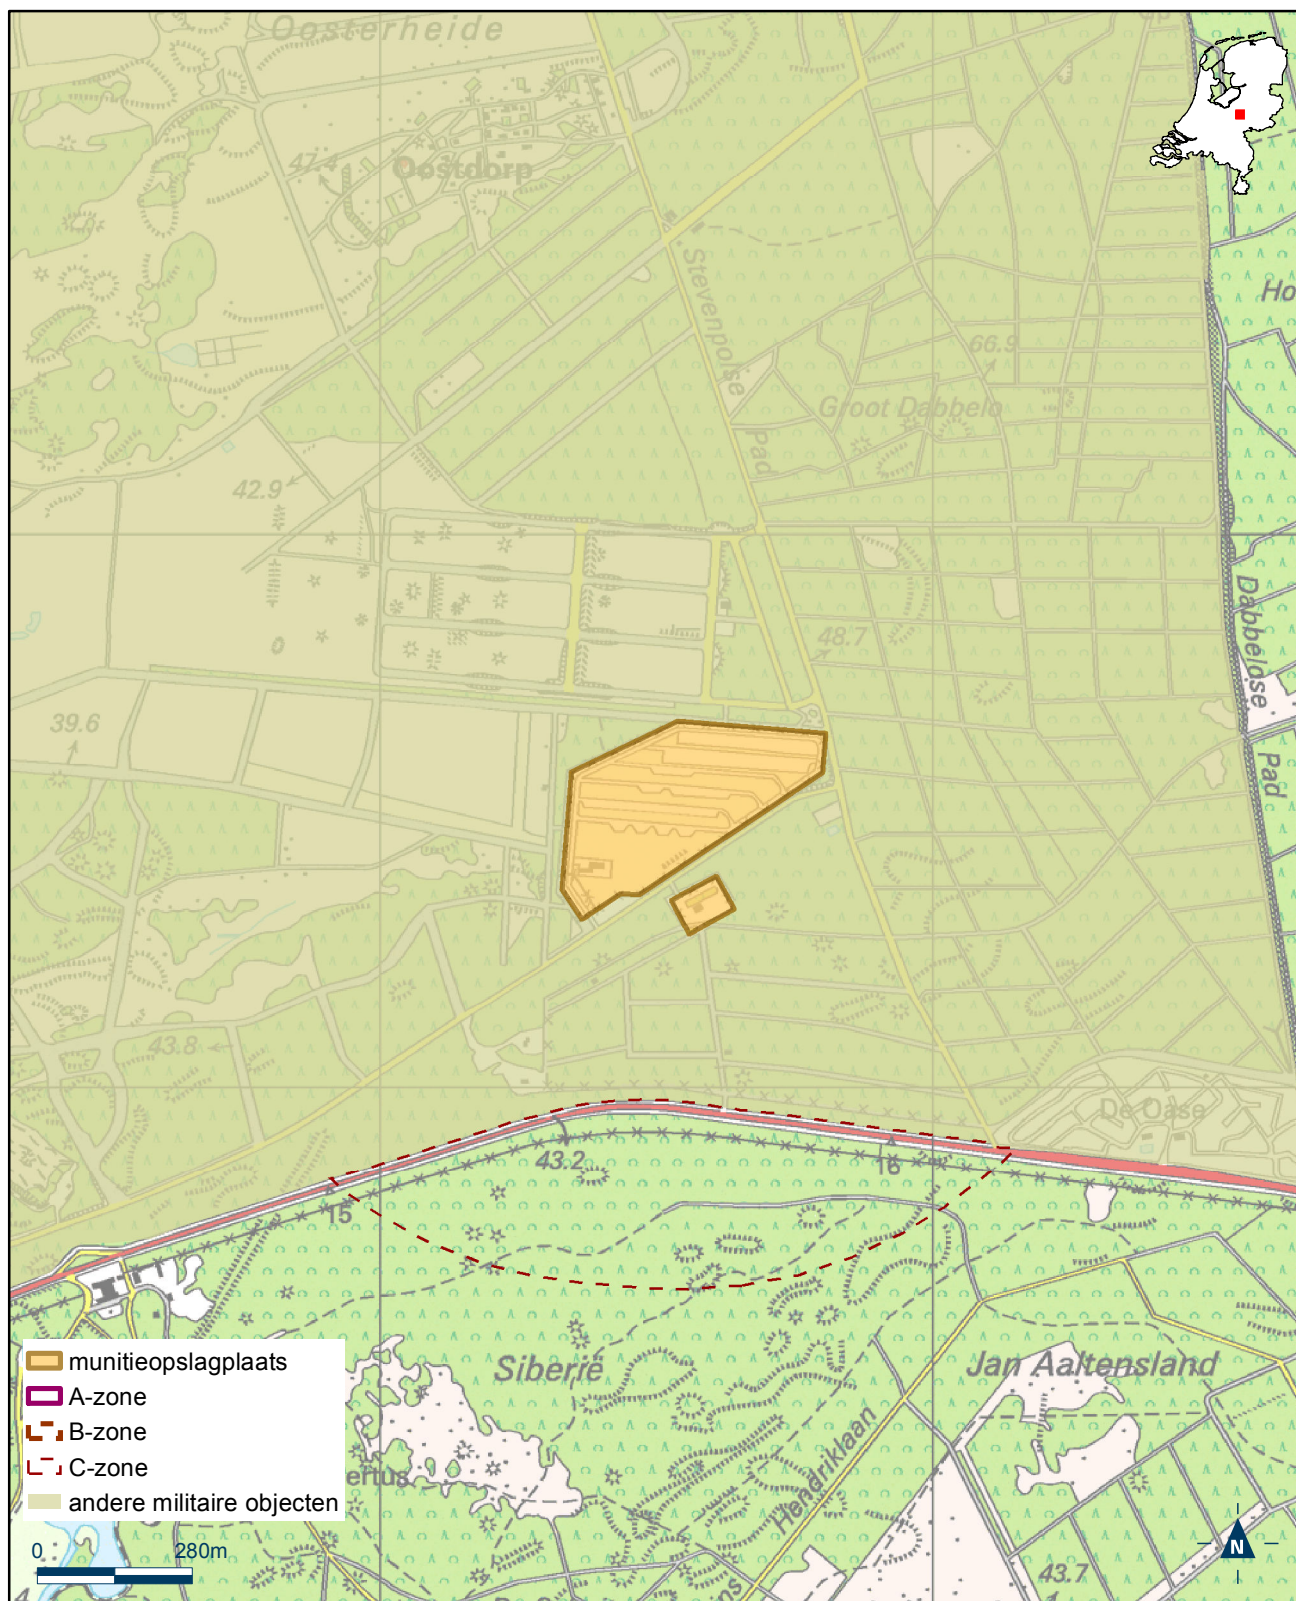 Oosterheide
47.4
Oostdorp
Stevenpolse
Pad
Ho
66.9
Groot Dabbelo
42.9
Dabbelose
Pad
0
48.7
39.6
43.8
De Oase
43.2
16
15
Siberië
Jan Aaltensland
Hendriklaan
ertus
43.7
munitieopslagplaats
A-zone
B-zone
C-zone
andere militaire objecten
0 280m
N